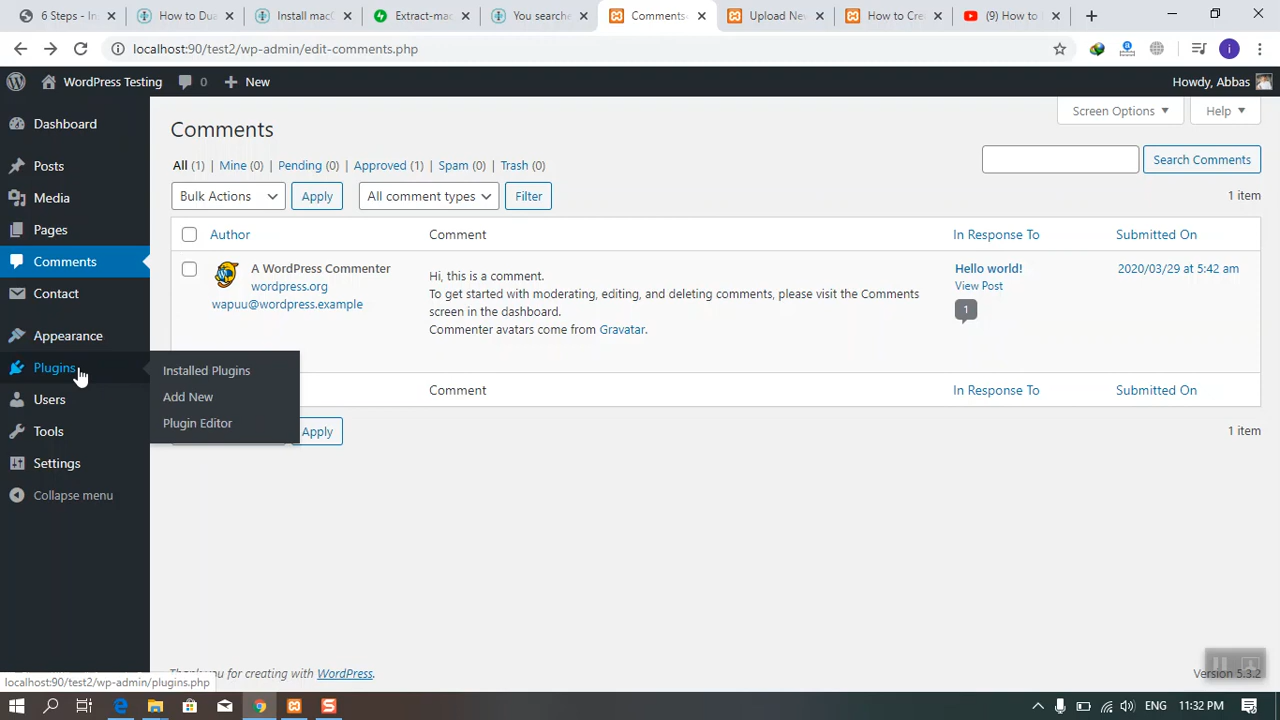 6 Steps - In
How to Dua
Install mac
Extract-mac
You searche
Comments
Upload Nev
How to Cre
(9) How to
localhost:90/test2/wp-admin/edit-comments.php
i
WordPress Testing 0 New
Howdy, Abbas
Dashboard
Posts
Media
Pages
Comments
Contact
Appearance
Plugins
Users
Tools
Settings
Collapse menu
Installed Plugins
Add New
Plugin Editor
Screen Options
Help
Comments
All (1) | Mine (0) | Pending (0) | Approved (1) | Spam (0) | Trash (0)
Search Comments
Bulk Actions
Apply
All comment types
Filter
1 item
Author
Comment
In Response To
Submitted On
A WordPress Commenter
wordpress.org
wapuu@wordpress.example
Hi, this is a comment.
To get started with moderating, editing, and deleting comments, please visit the Comments
screen in the dashboard.
Commenter avatars come from Gravatar.
Hello world!
View Post
1
2020/03/29 at 5:42 am
Comment
In Response To
Submitted On
Apply
1 item
for creating with WordPress.
Version 5.3.2
localhost:90/test2/wp-admin/plugins.php
ENG
11:32 PM